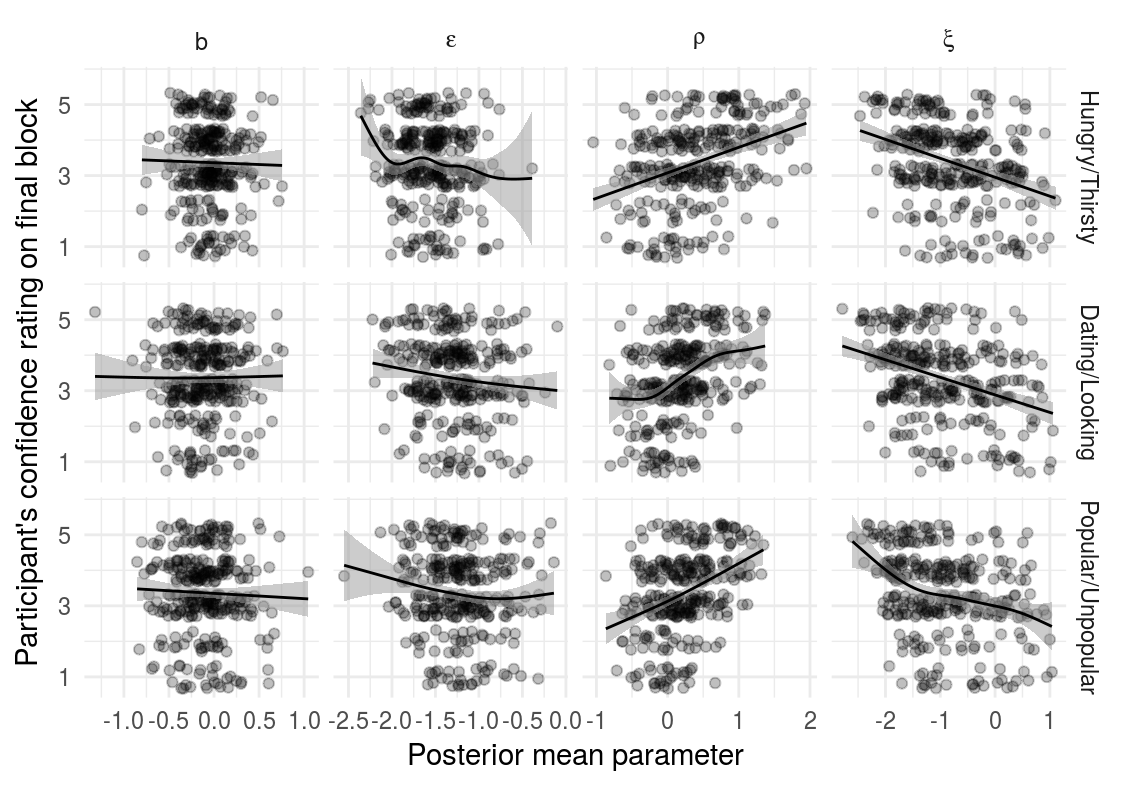 b ε ρ ξ
Participant's confidence rating on final block
5
3
1
Hungry/Thirsty
5
3
1
Dating/Looking
5
3
1
Popular/Unpopular
-1.0 -0.5 0.0 0.5 1.0 -2.5 -2.0 -1.5 -1.0 -0.5 0.0 -1 0 1 2 -2 -1 0 1
Posterior mean parameter